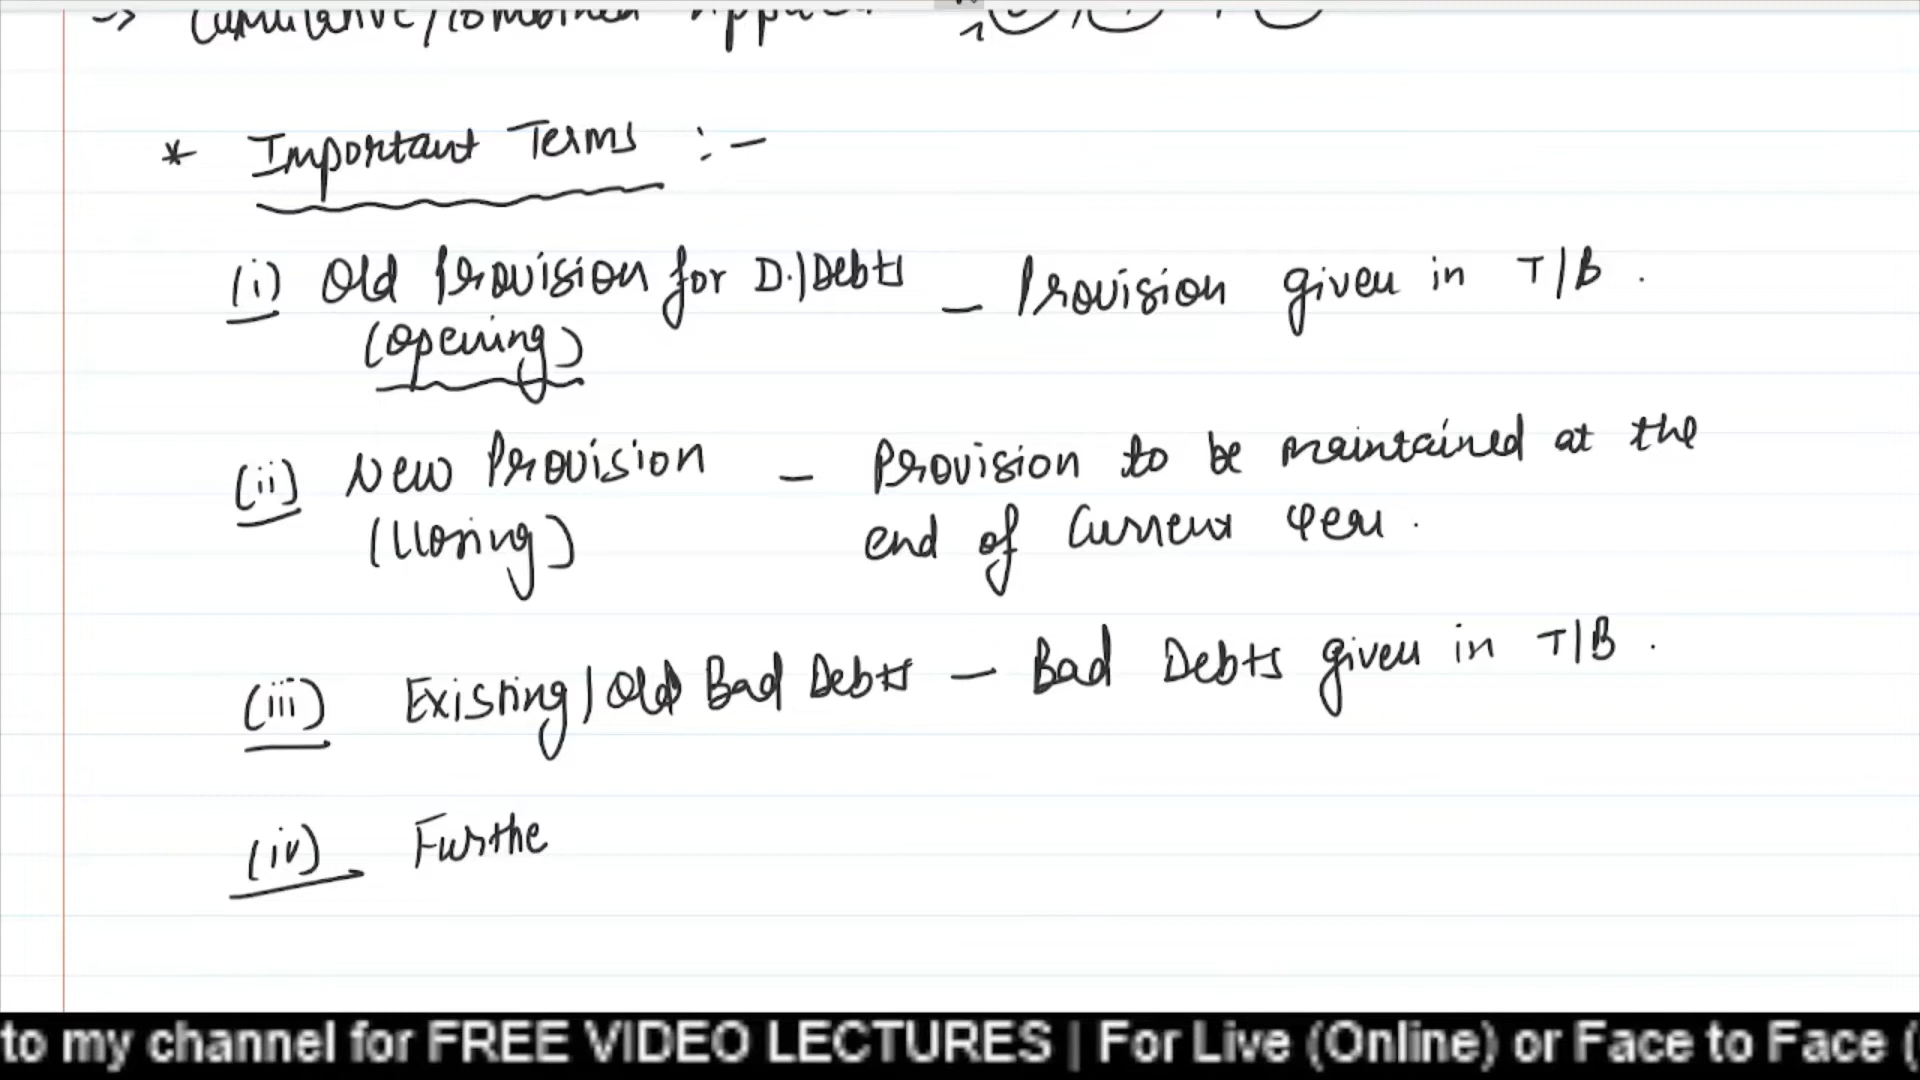 -> Cumulative/Combined
* Important Terms :-
(i) Old Provision for D.|Debts - Provision given in T|B.
(opening)
(ii) New Provision - Provision to be maintained at the
(Closing) end of Current year.
(iii) Existing/Old Bad Debts - Bad Debts given in T|B.
(iv) Furthe
to my channel for FREE VIDEO LECTURES | For Live (Online) or Face to Face (